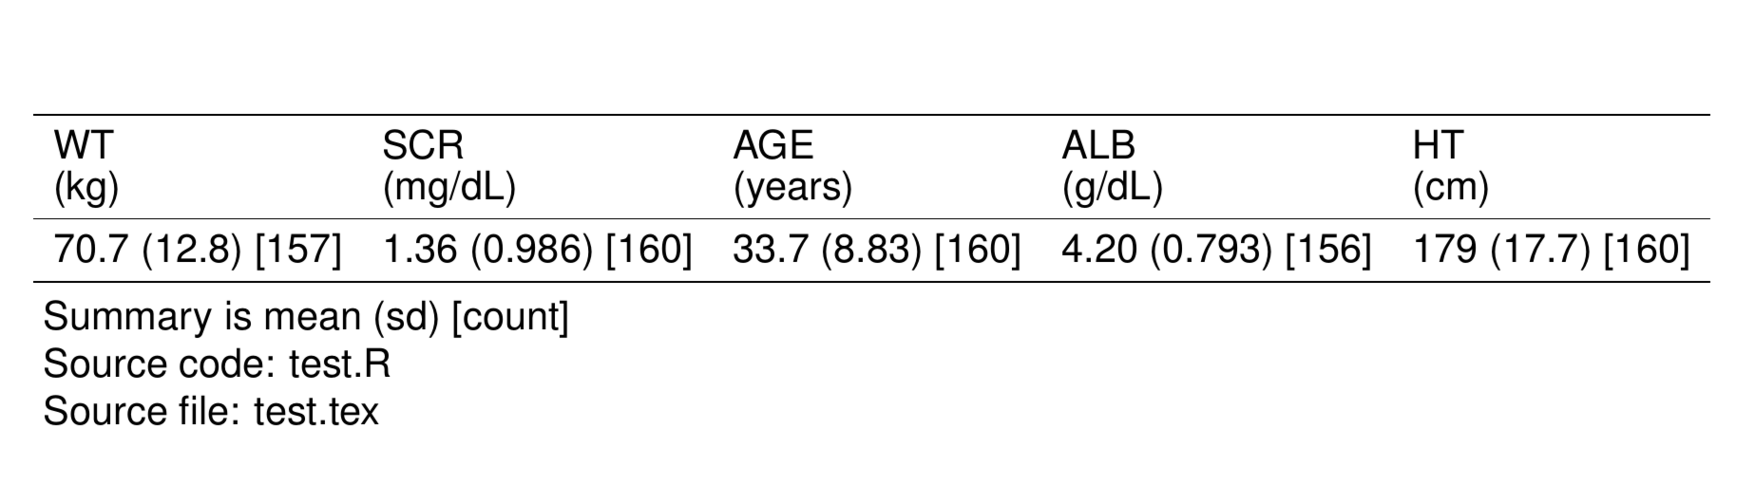 WT SCR AGE ALB HT
(kg) (mg/dL) (years) (g/dL) (cm)
70.7 (12.8) [157] 1.36 (0.986) [160] 33.7 (8.83) [160] 4.20 (0.793) [156] 179 (17.7) [160]
Summary is mean (sd) [count]
Source code: test.R
Source file: test.tex